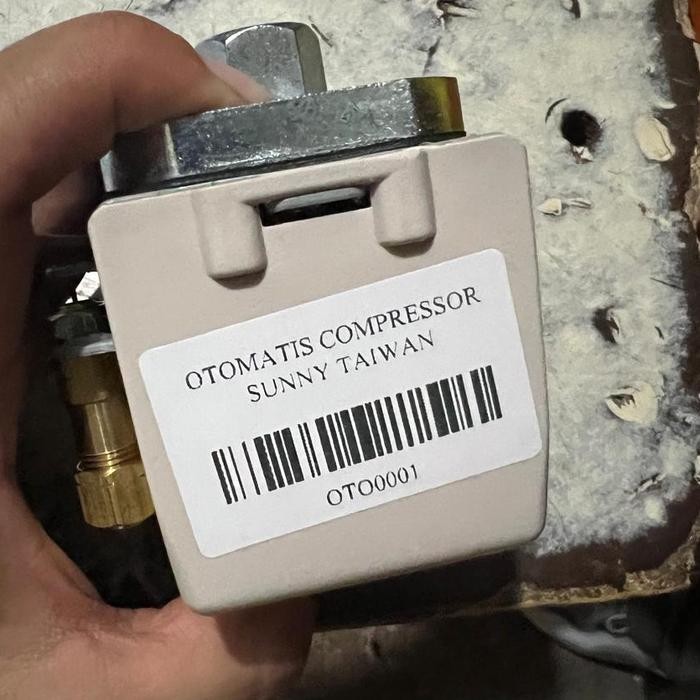 OTOMATIS COMPRESSOR
SUNNY TAIWAN
OTO0001